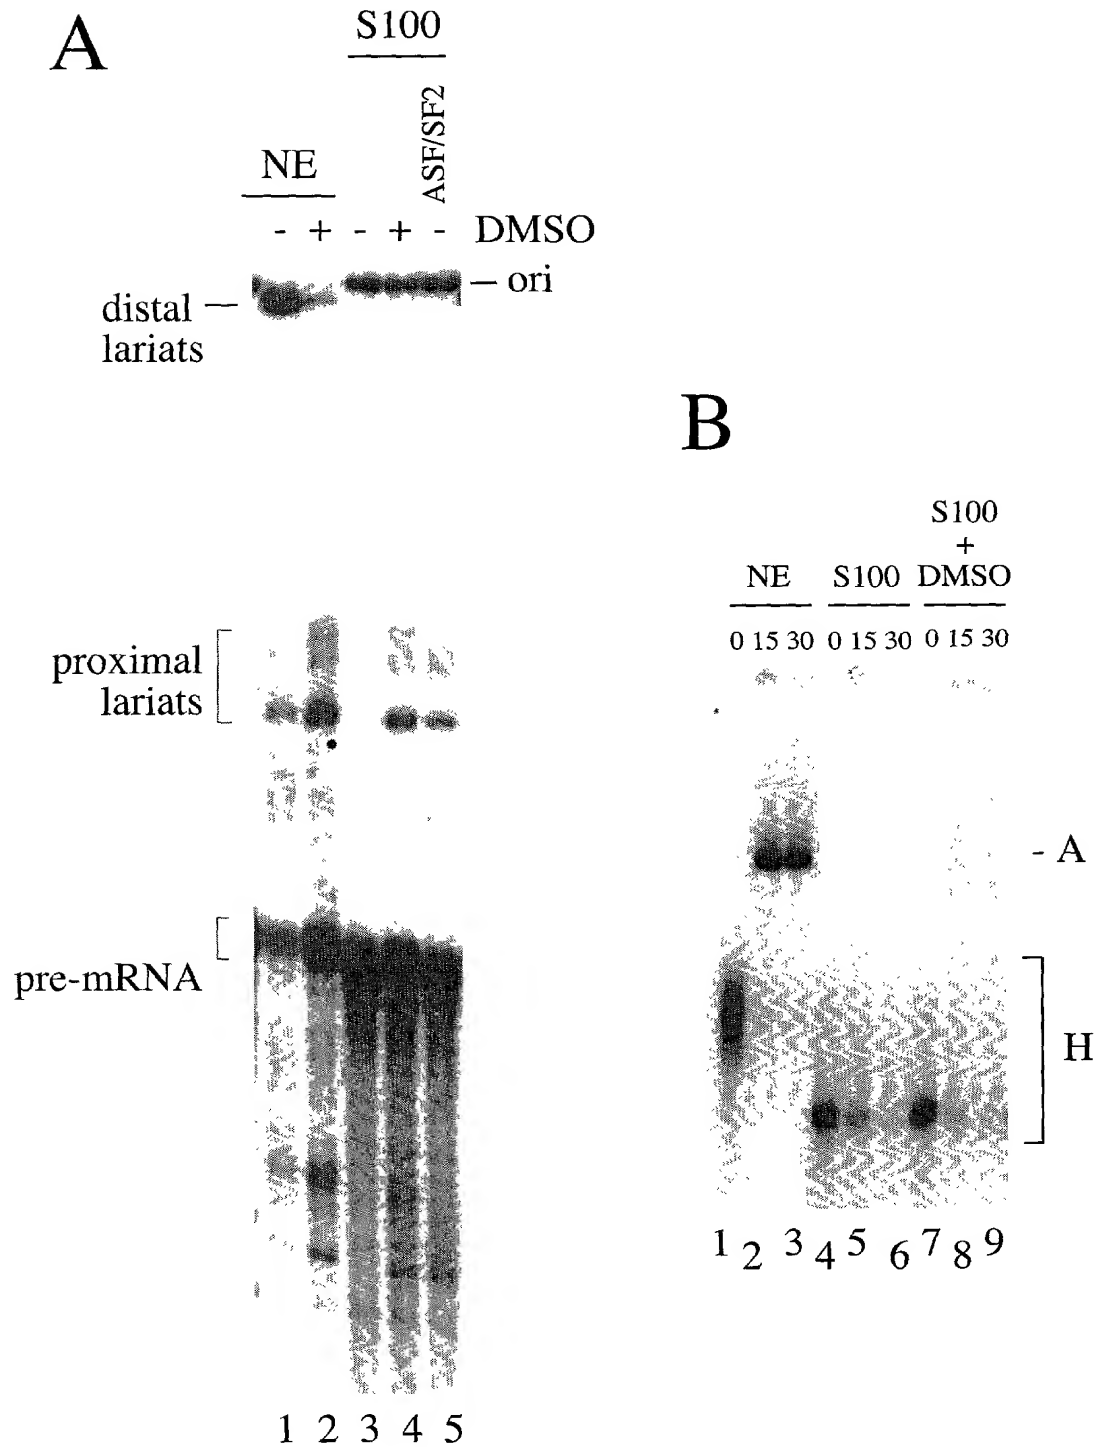 A
S100
ASF/SF2
NE
- + - + - DMSO
ori
distal
lariats
proximal
lariats
pre-mRNA
1 2 3 4 5
B
S100
+
NE S100 DMSO
0 15 30 0 15 30 0 15 30
- A
H
1 2 3 4 5 6 7 8 9